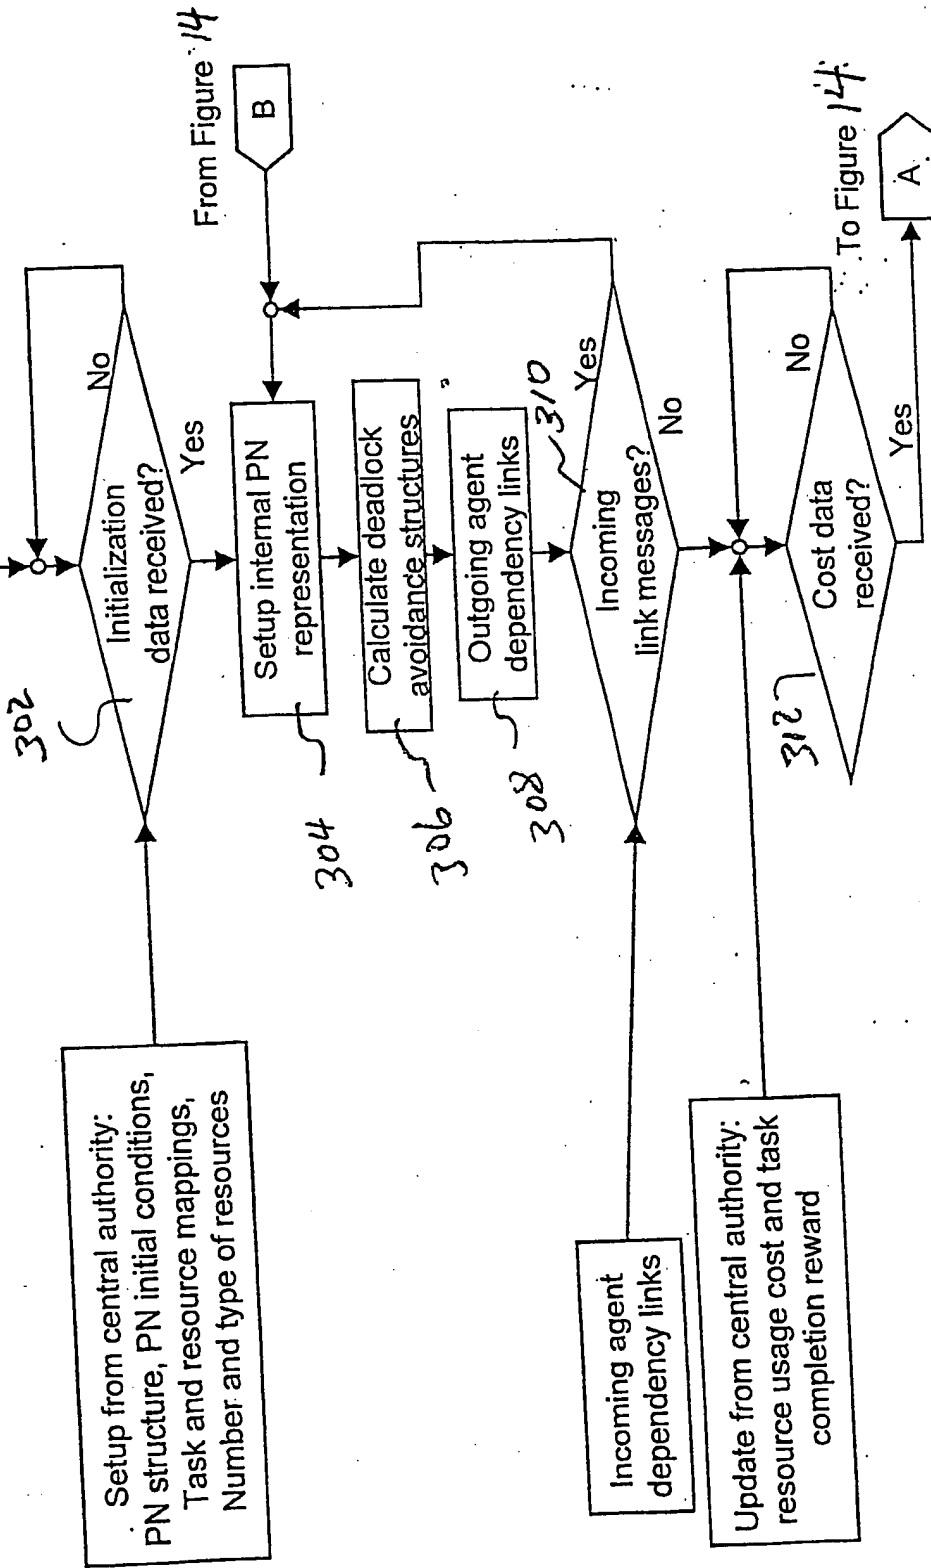 302
Initialization
data received?
No
Yes
Setup from central authority:
PN structure, PN initial conditions,
Task and resource mappings,
Number and type of resources
From Figure 14
B
Setup internal PN
representation
304
Calculate deadlock
avoidance structures
306
Outgoing agent
dependency links
308
310
Incoming
link messages?
Yes
No
Incoming agent
dependency links
Update from central authority:
resource usage cost and task
completion reward
312
Cost data
received?
No
Yes
To Figure 14
A